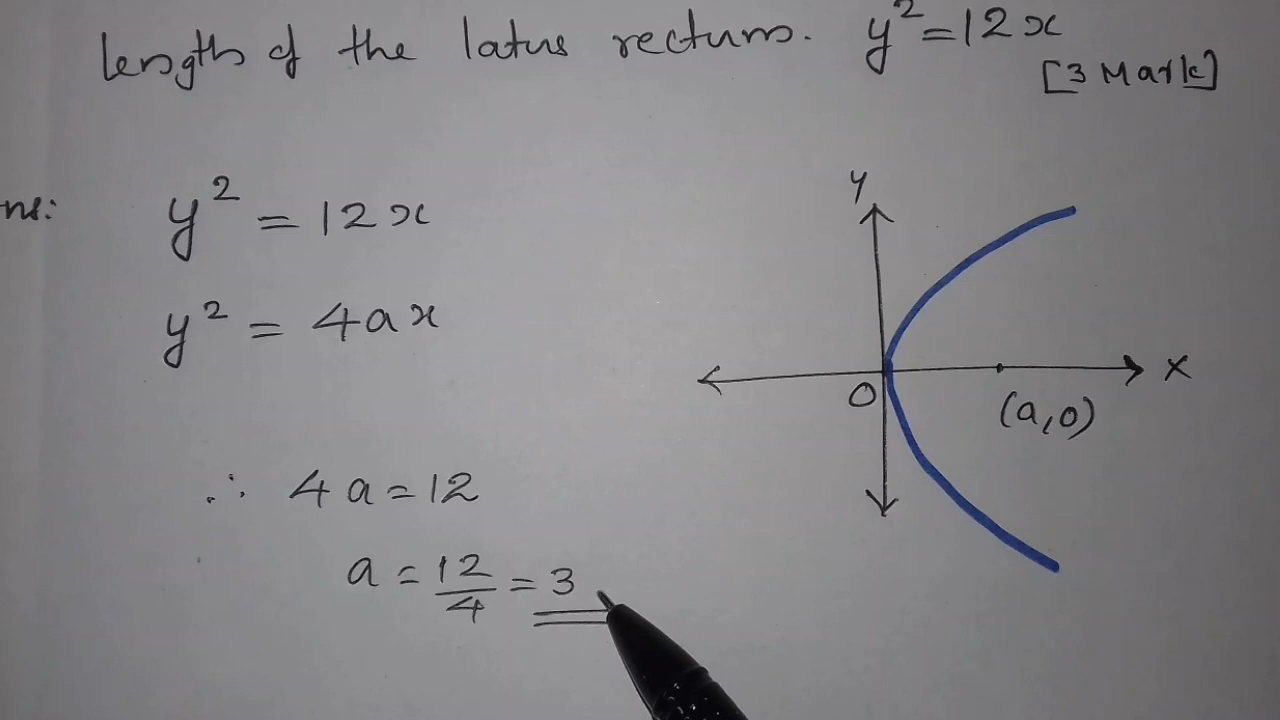 length of the latus rectum. y² = 12x
[3 Mark]
ns:
y² = 12x
y² = 4ax
∴ 4a = 12
a = 12/4 = 3
y
x
O
(a,0)